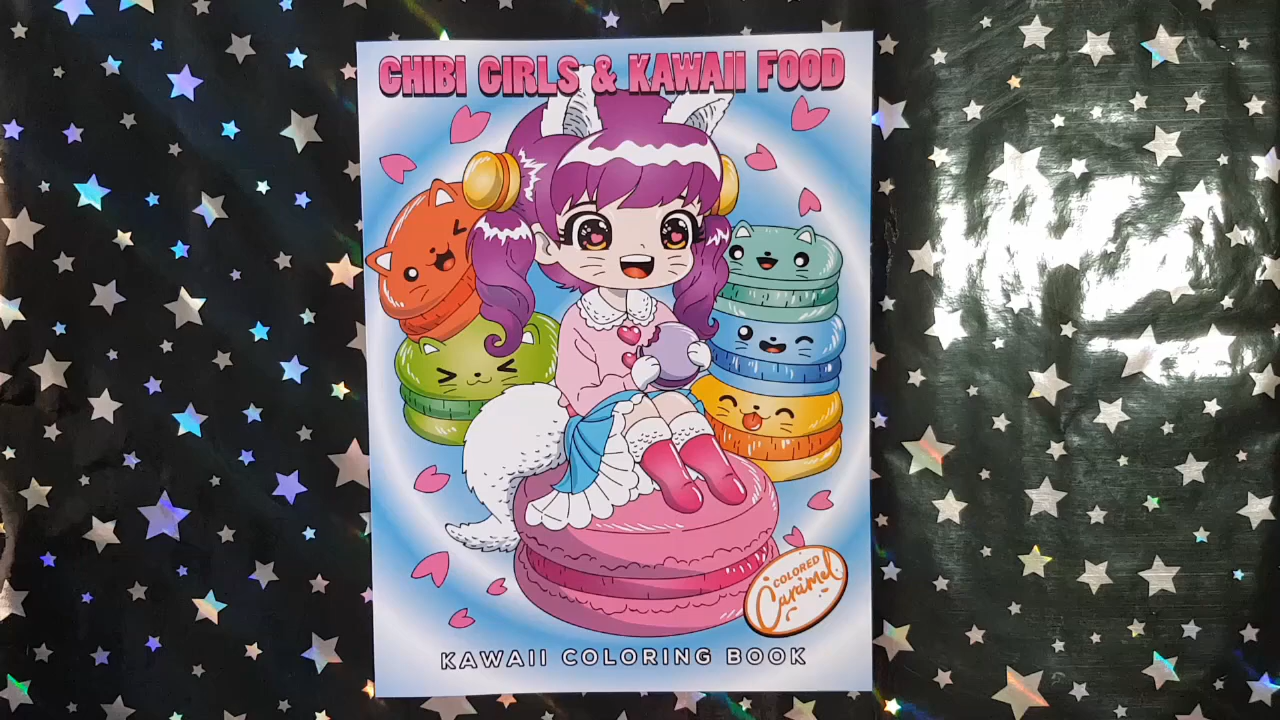 CHIBI GIRLS & KAWAII FOOD
COLORED
Caramel
KAWAII COLORING BOOK